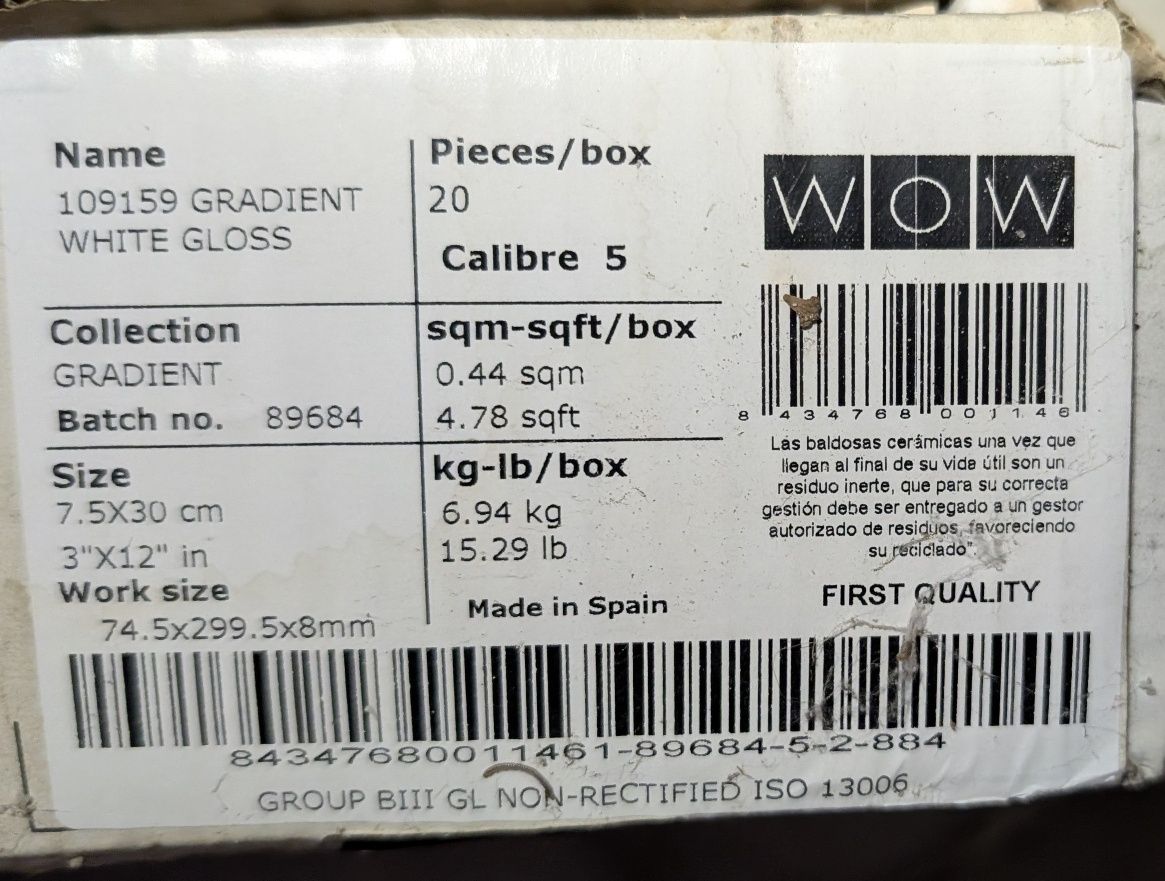 Name
109159 GRADIENT
WHITE GLOSS
Pieces/box
20
Calibre 5
WOW
Collection
GRADIENT
Batch no. 89684
sqm-sqft/box
0.44 sqm
4.78 sqft
8 434768 001146
Size
7.5X30 cm
3"X12" in
Work size
74.5x299.5x8mm
kg-lb/box
6.94 kg
15.29 lb
Made in Spain
Las baldosas cerámicas una vez que
llegan al final de su vida útil son un
residuo inerte, que para su correcta
gestión debe ser entregado a un gestor
autorizado de residuos, favoreciendo
su reciclado".
FIRST QUALITY
84347680011461-89684-5-2-884
GROUP BIII GL NON-RECTIFIED ISO 13006